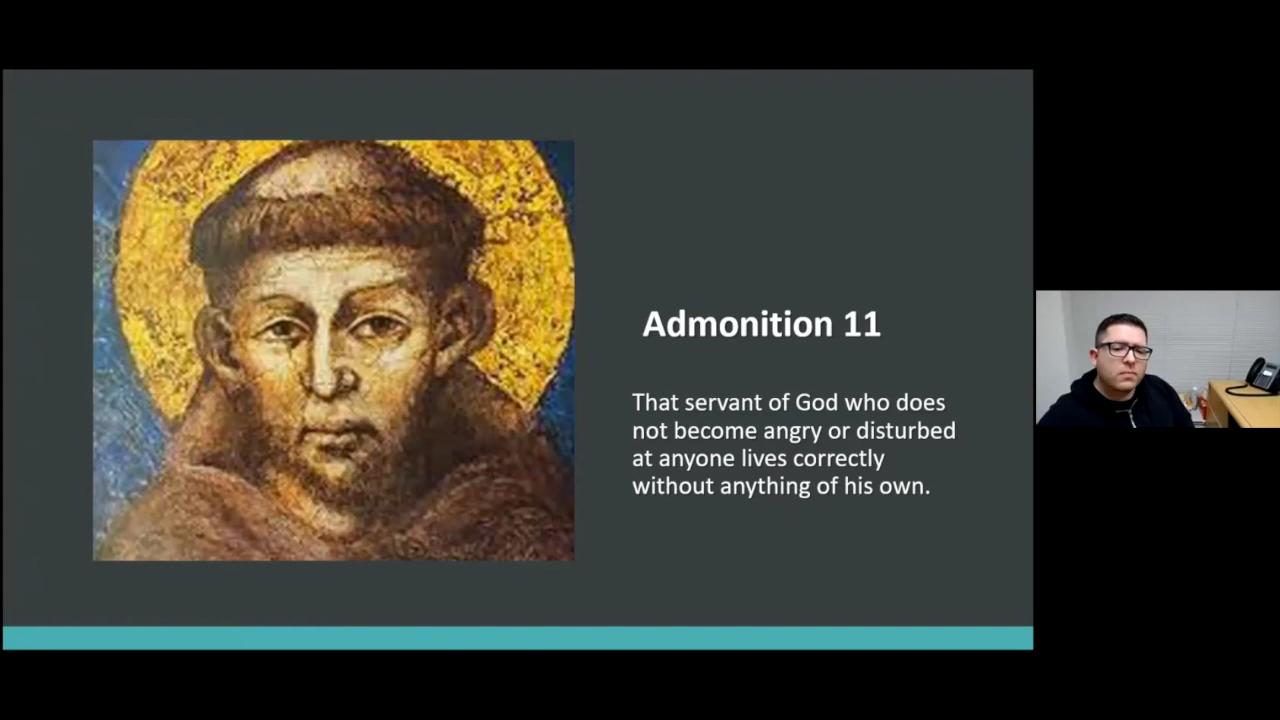 Admonition 11
That servant of God who does
not become angry or disturbed
at anyone lives correctly
without anything of his own.